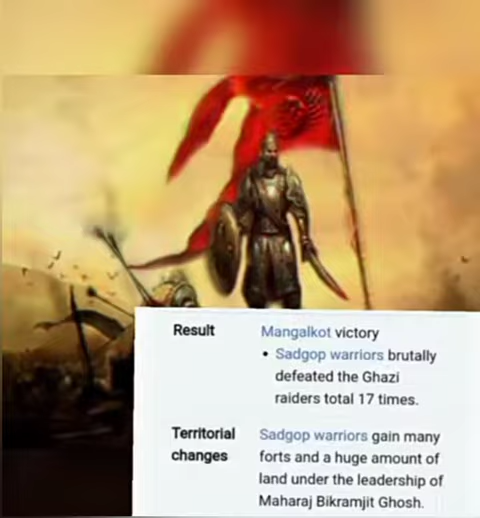 Result Mangalkot victory
• Sadgop warriors brutally
defeated the Ghazi
raiders total 17 times.
Territorial Sadgop warriors gain many
changes forts and a huge amount of
land under the leadership of
Maharaj Bikramjit Ghosh.